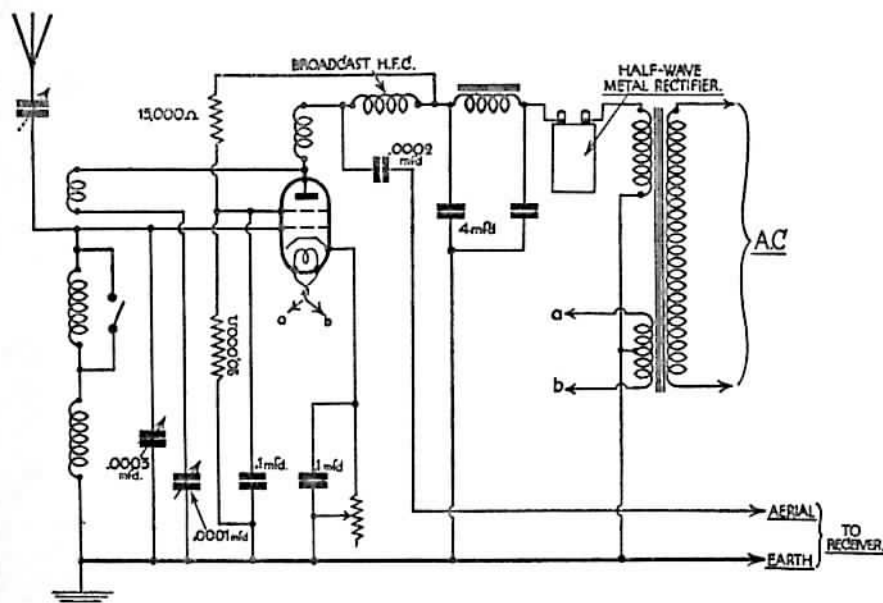 BROADCAST H.F.C.
HALF-WAVE
METAL RECTIFIER.
15,000Ω
.0002
mfd
4mfd
A.C
a
b
a
b
20,000Ω
.0005
mfd.
.0001mfd
.1mfd.
.1mfd
AERIAL
EARTH
TO
RECEIVER.